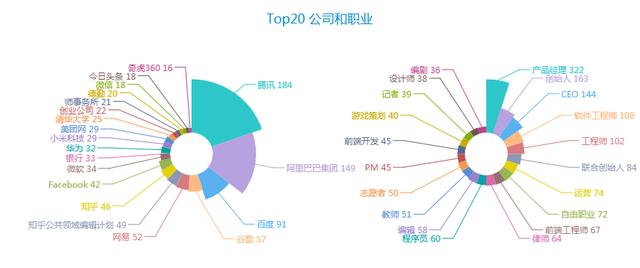 Top20 公司和职业
奇虎360 16
今日头条 18
微信 18
德勤 20
师事务所 21
创业公司 22
清华大学 25
美团网 29
小米科技 29
华为 32
银行 33
微软 34
Facebook 42
知乎 46
知乎公共领域编辑计划 49
网易 52
谷歌 57
百度 91
阿里巴巴集团 149
腾讯 184
编剧 36
设计师 38
记者 39
游戏策划 40
前端开发 45
PM 45
志愿者 50
教师 51
编辑 58
程序员 60
律师 64
前端工程师 67
自由职业 72
运营 74
联合创始人 84
工程师 102
软件工程师 108
CEO 144
创始人 163
产品经理 322